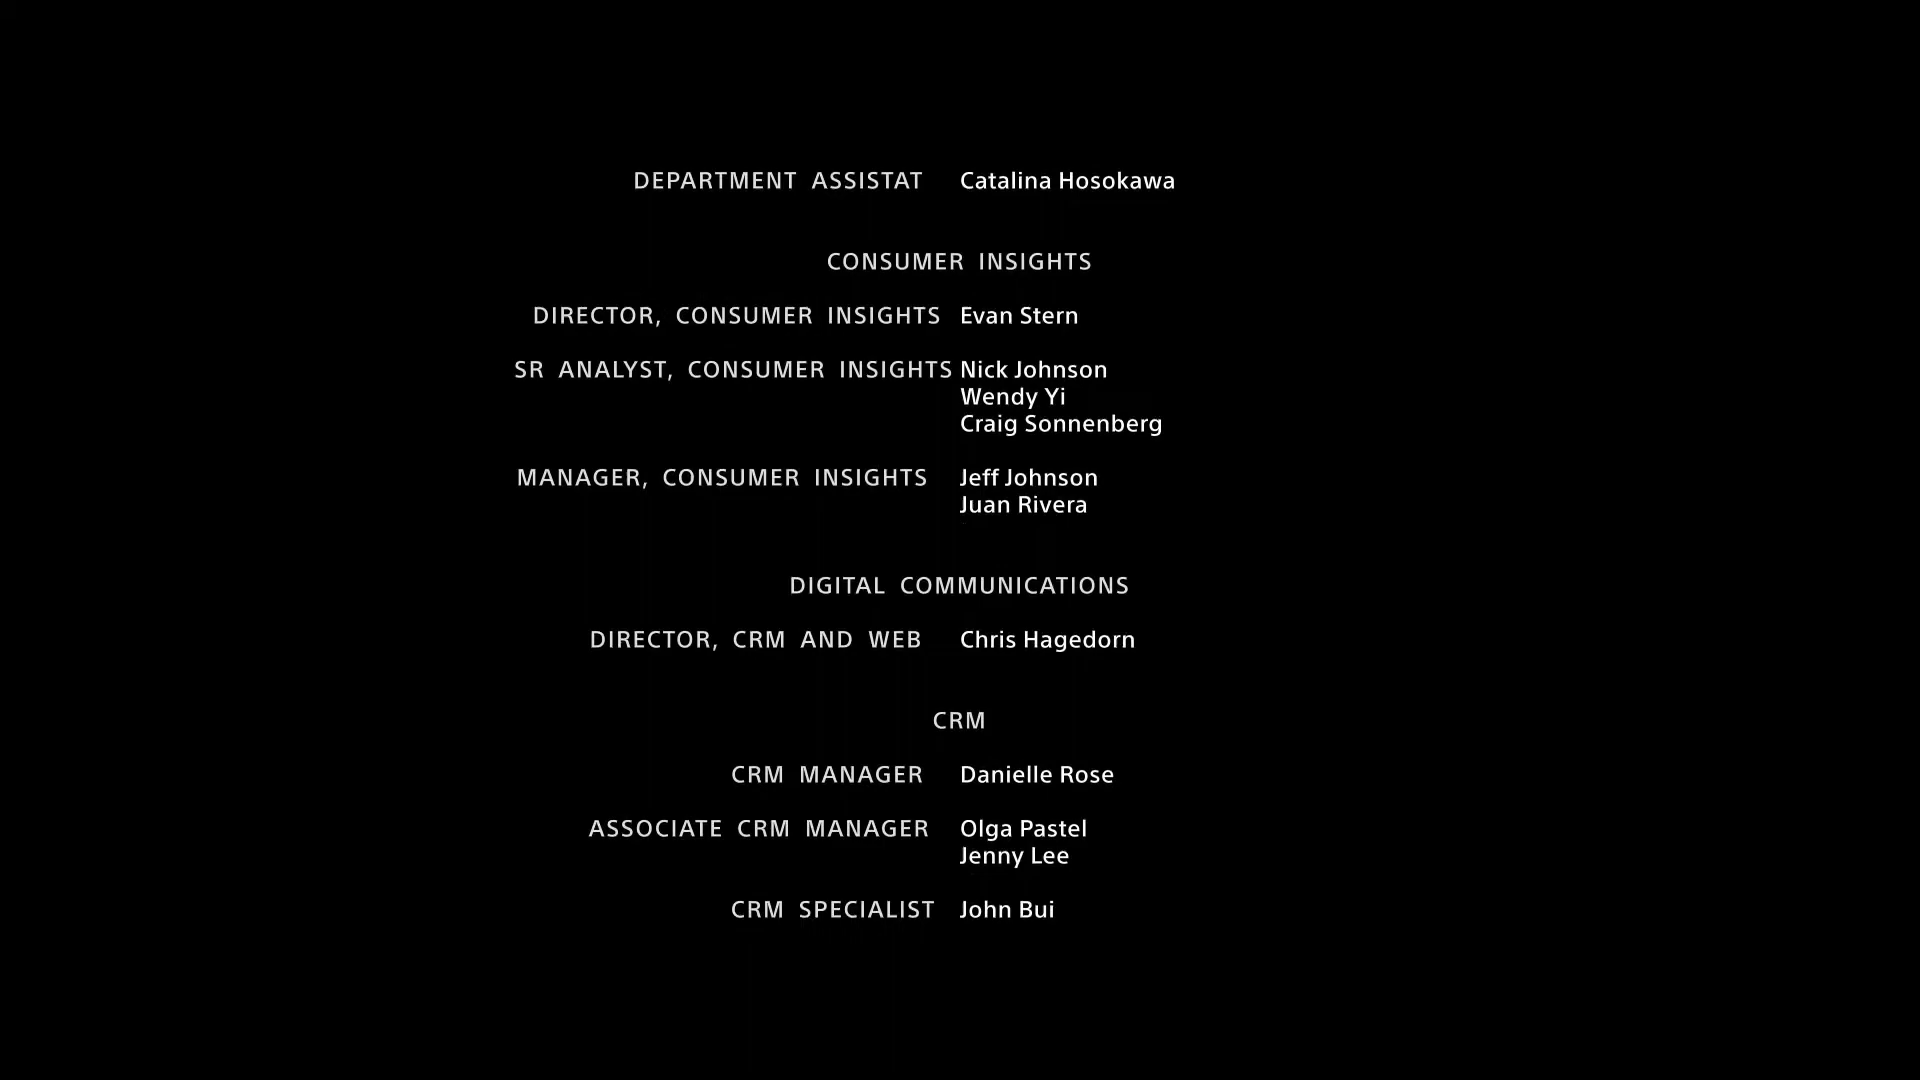 DEPARTMENT ASSISTAT Catalina Hosokawa
CONSUMER INSIGHTS
DIRECTOR, CONSUMER INSIGHTS Evan Stern
SR ANALYST, CONSUMER INSIGHTS Nick Johnson
Wendy Yi
Craig Sonnenberg
MANAGER, CONSUMER INSIGHTS Jeff Johnson
Juan Rivera
DIGITAL COMMUNICATIONS
DIRECTOR, CRM AND WEB Chris Hagedorn
CRM
CRM MANAGER Danielle Rose
ASSOCIATE CRM MANAGER Olga Pastel
Jenny Lee
CRM SPECIALIST John Bui